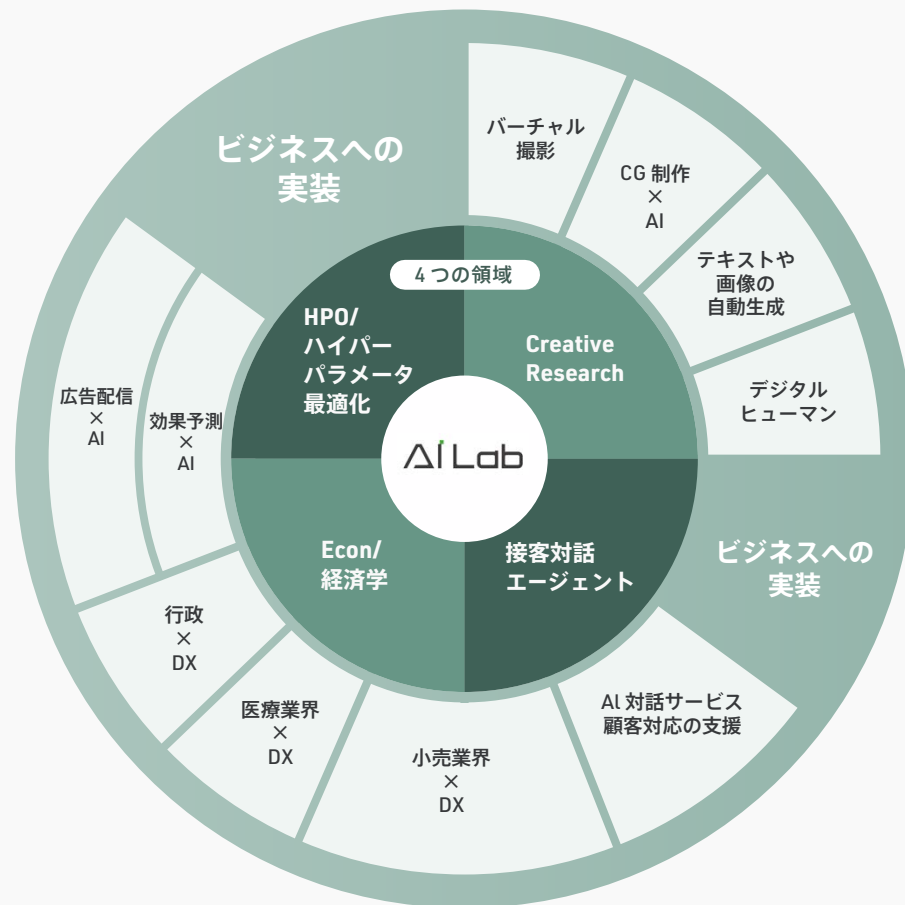 ビジネスへの
実装
バーチャル
撮影
CG 制作
×
AI
テキストや
画像の
自動生成
デジタル
ヒューマン
4 つの領域
HPO/
ハイパー
パラメータ
最適化
Creative
Research
広告配信
×
AI
効果予測
×
AI
AI Lab
Econ/
経済学
接客対話
エージェント
ビジネスへの
実装
行政
×
DX
医療業界
×
DX
小売業界
×
DX
AI 対話サービス
顧客対応の支援